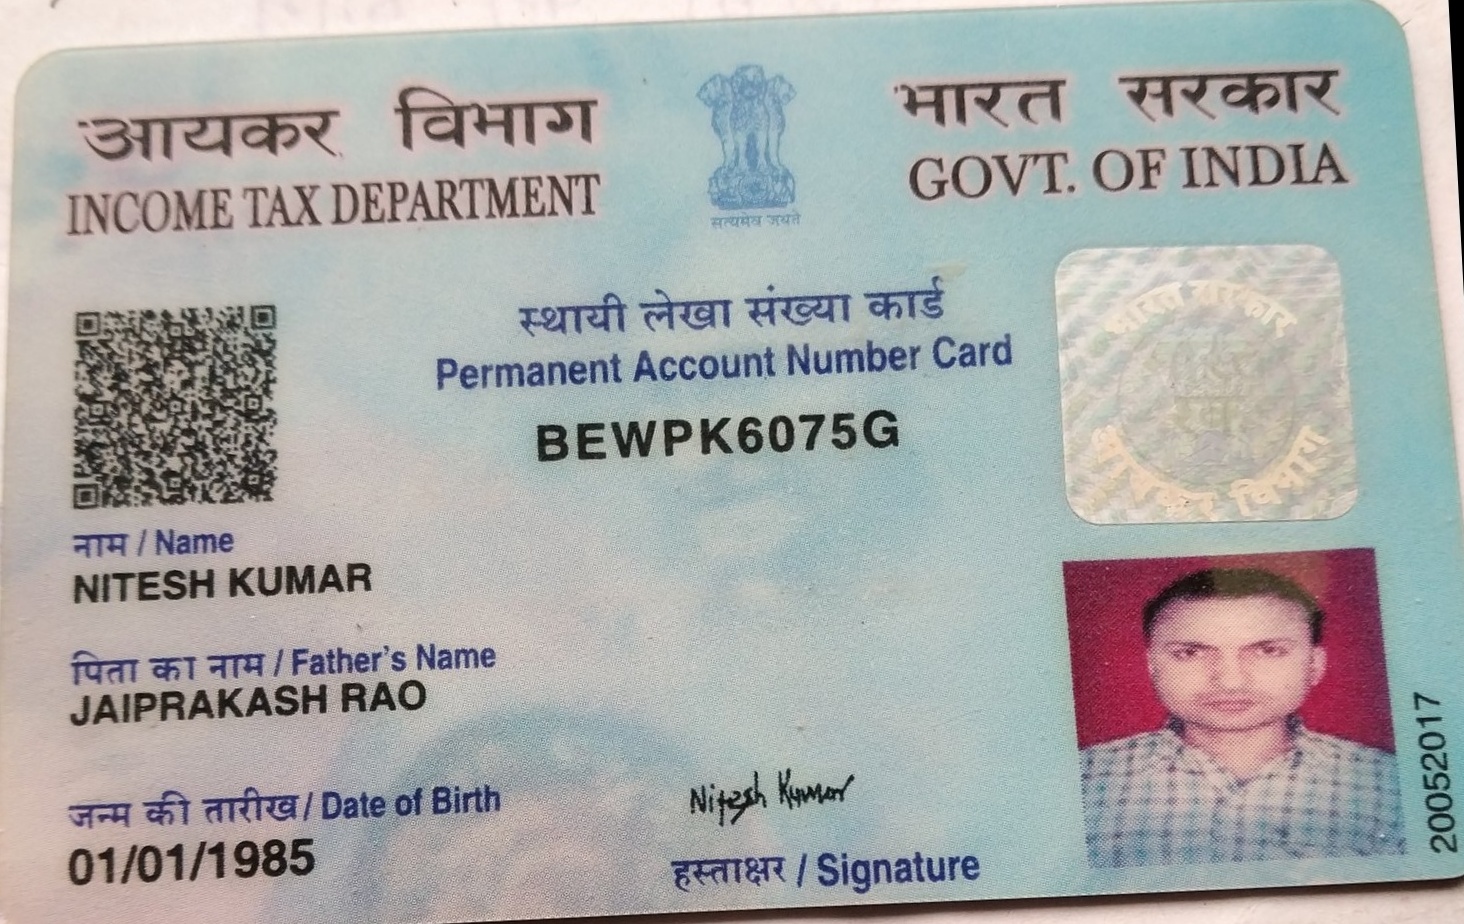 आयकर विभाग
INCOME TAX DEPARTMENT
सत्यमेव जयते
भारत सरकार
GOVT. OF INDIA
स्थायी लेखा संख्या कार्ड
Permanent Account Number Card
BEWPK6075G
भारत सरकार
आयकर विभाग
नाम / Name
NITESH KUMAR
पिता का नाम / Father's Name
JAIPRAKASH RAO
जन्म की तारीख / Date of Birth
01/01/1985
Nitesh Kumar
हस्ताक्षर / Signature
20052017